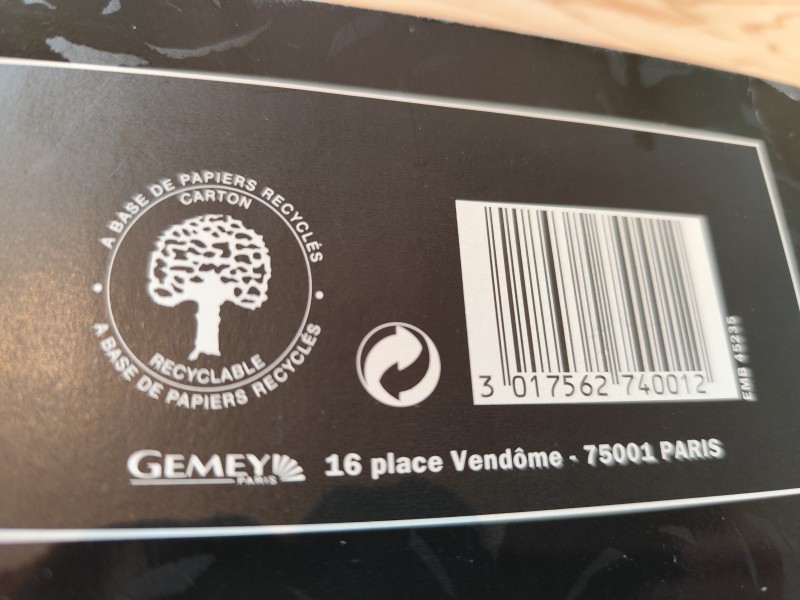 A BASE DE PAPIERS RECYCLÉS
CARTON
RECYCLABLE
A BASE DE PAPIERS RECYCLÉS
3 017562 740012
EMB 45235
GEMEY
PARIS
16 place Vendôme - 75001 PARIS